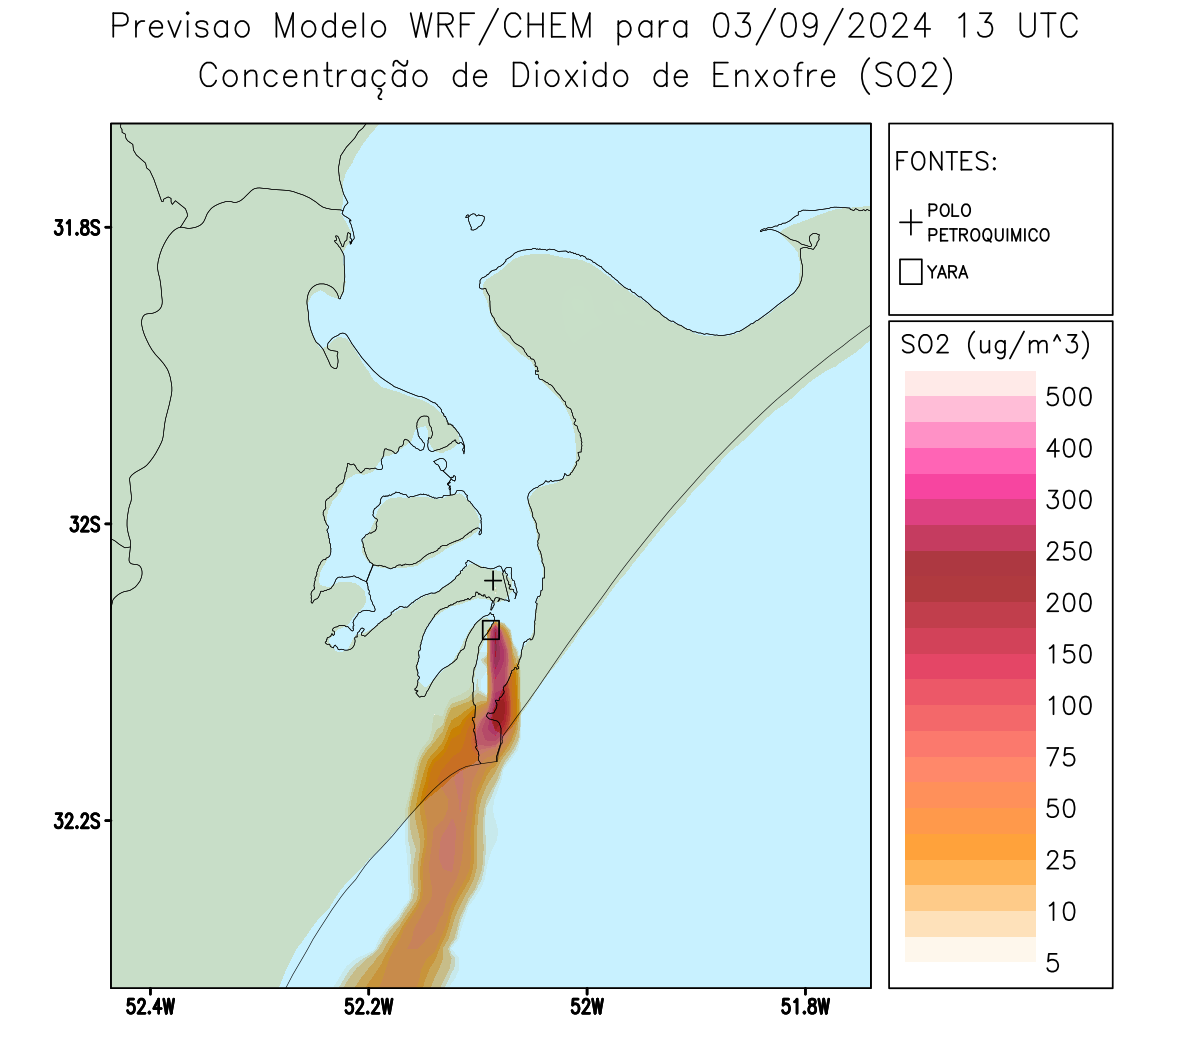 Previsao Modelo WRF/CHEM para 03/09/2024 13 UTC
Concentração de Dioxido de Enxofre (SO2)
FONTES:
POLO
PETROQUIMICO
YARA
SO2 (ug/m^3)
500
400
300
250
200
150
100
75
50
25
10
5
31.8S
32S
32.2S
52.4W
52.2W
52W
51.8W